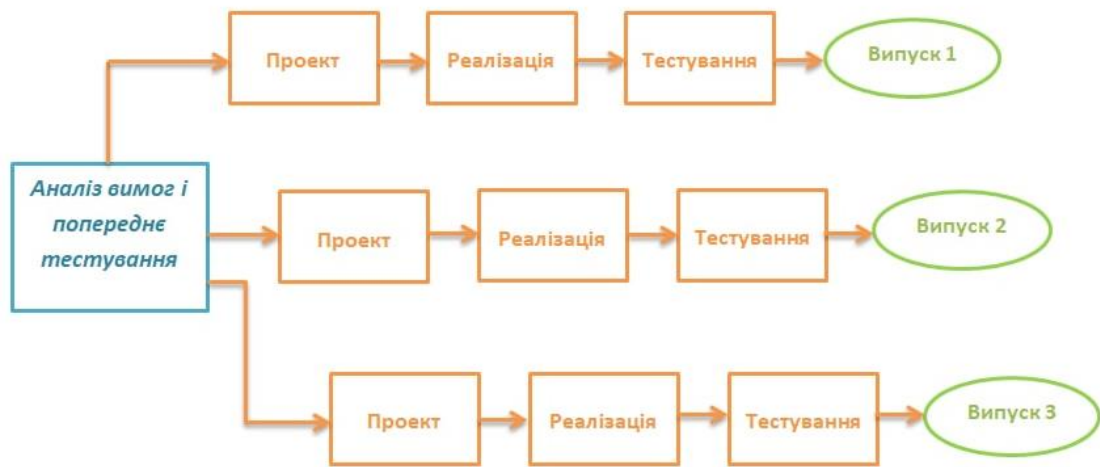 Проект
Реалізація
Тестування
Випуск 1
Аналіз вимог і
попереднє
тестування
Проект
Реалізація
Тестування
Випуск 2
Проект
Реалізація
Тестування
Випуск 3